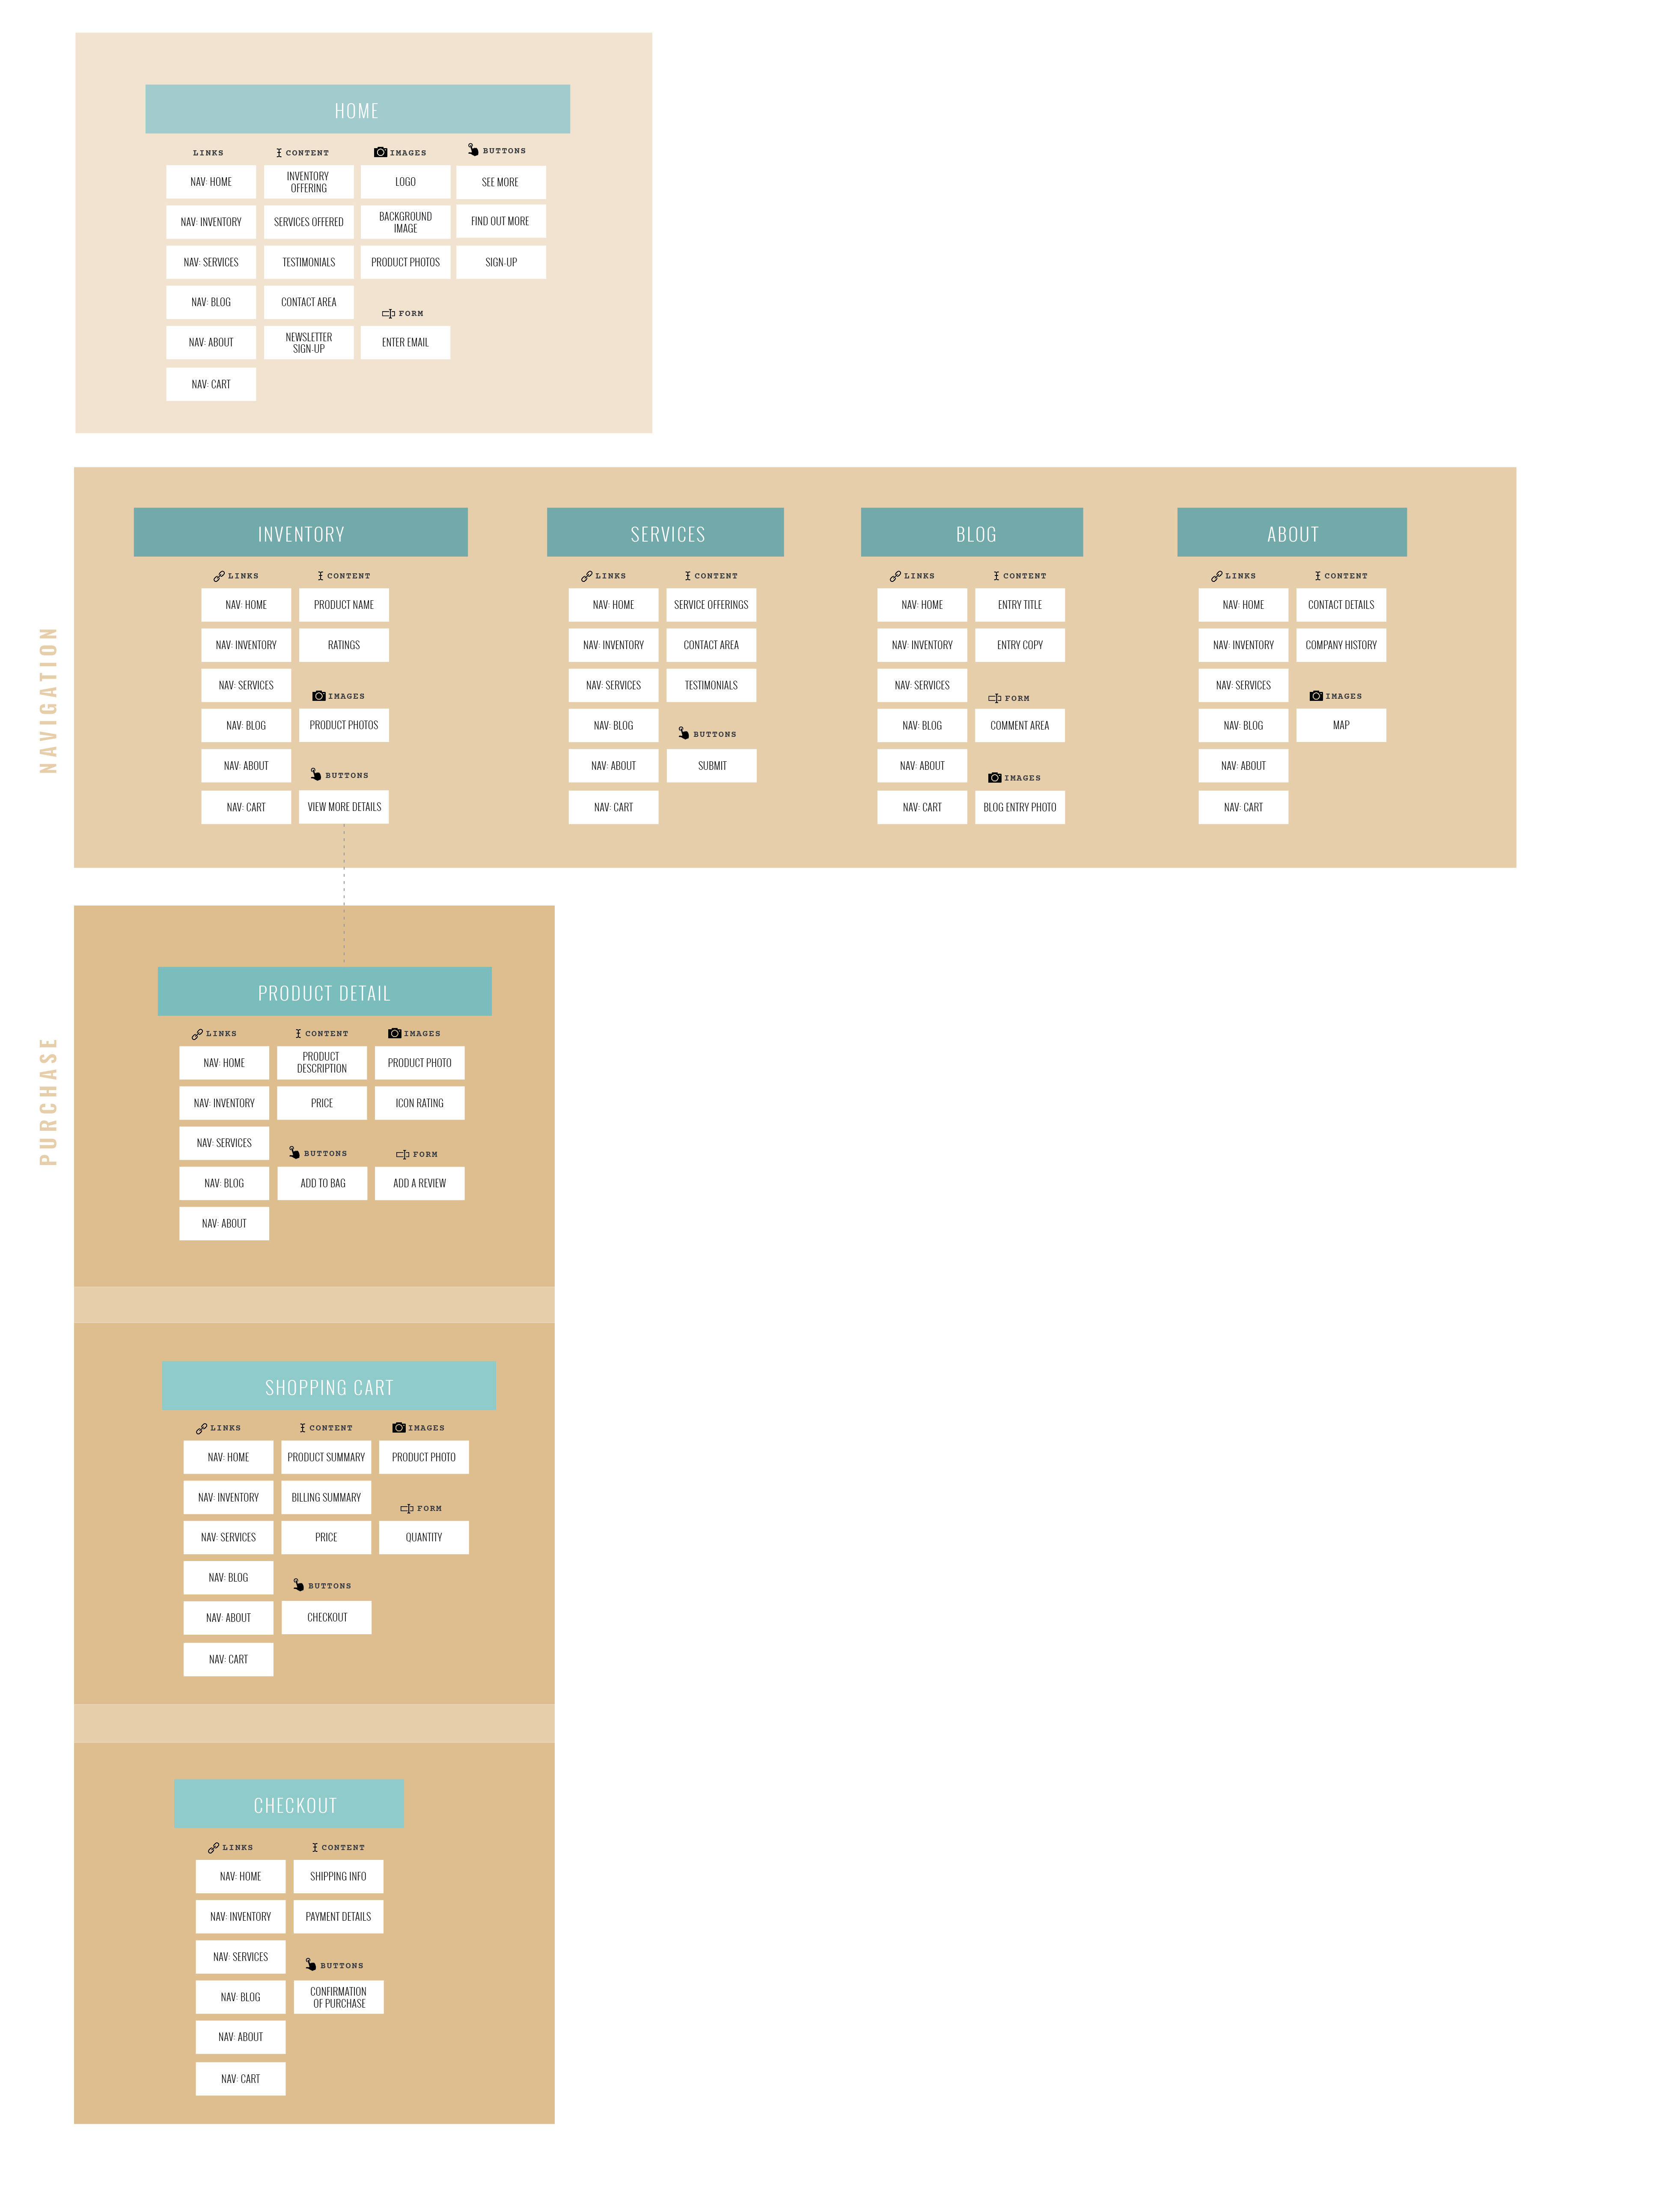 HOME
LINKS
CONTENT
IMAGES
BUTTONS
NAV: HOME
INVENTORY
OFFERING
LOGO
SEE MORE
NAV: INVENTORY
SERVICES OFFERED
BACKGROUND
IMAGE
FIND OUT MORE
NAV: SERVICES
TESTIMONIALS
PRODUCT PHOTOS
SIGN-UP
NAV: BLOG
CONTACT AREA
FORM
NAV: ABOUT
NEWSLETTER
SIGN-UP
ENTER EMAIL
NAV: CART
NAVIGATION
INVENTORY
LINKS
CONTENT
NAV: HOME
PRODUCT NAME
NAV: INVENTORY
RATINGS
NAV: SERVICES
IMAGES
NAV: BLOG
PRODUCT PHOTOS
NAV: ABOUT
BUTTONS
NAV: CART
VIEW MORE DETAILS
SERVICES
LINKS
CONTENT
NAV: HOME
SERVICE OFFERINGS
NAV: INVENTORY
CONTACT AREA
NAV: SERVICES
TESTIMONIALS
NAV: BLOG
BUTTONS
NAV: ABOUT
SUBMIT
NAV: CART
BLOG
LINKS
CONTENT
NAV: HOME
ENTRY TITLE
NAV: INVENTORY
ENTRY COPY
NAV: SERVICES
FORM
NAV: BLOG
COMMENT AREA
NAV: ABOUT
IMAGES
NAV: CART
BLOG ENTRY PHOTO
ABOUT
LINKS
CONTENT
NAV: HOME
CONTACT DETAILS
NAV: INVENTORY
COMPANY HISTORY
NAV: SERVICES
IMAGES
NAV: BLOG
MAP
NAV: ABOUT
NAV: CART
PURCHASE
PRODUCT DETAIL
LINKS
CONTENT
IMAGES
NAV: HOME
PRODUCT
DESCRIPTION
PRODUCT PHOTO
NAV: INVENTORY
PRICE
ICON RATING
NAV: SERVICES
BUTTONS
FORM
NAV: BLOG
ADD TO BAG
ADD A REVIEW
NAV: ABOUT
SHOPPING CART
LINKS
CONTENT
IMAGES
NAV: HOME
PRODUCT SUMMARY
PRODUCT PHOTO
NAV: INVENTORY
BILLING SUMMARY
FORM
NAV: SERVICES
PRICE
QUANTITY
NAV: BLOG
BUTTONS
NAV: ABOUT
CHECKOUT
NAV: CART
CHECKOUT
LINKS
CONTENT
NAV: HOME
SHIPPING INFO
NAV: INVENTORY
PAYMENT DETAILS
NAV: SERVICES
BUTTONS
NAV: BLOG
CONFIRMATION
OF PURCHASE
NAV: ABOUT
NAV: CART